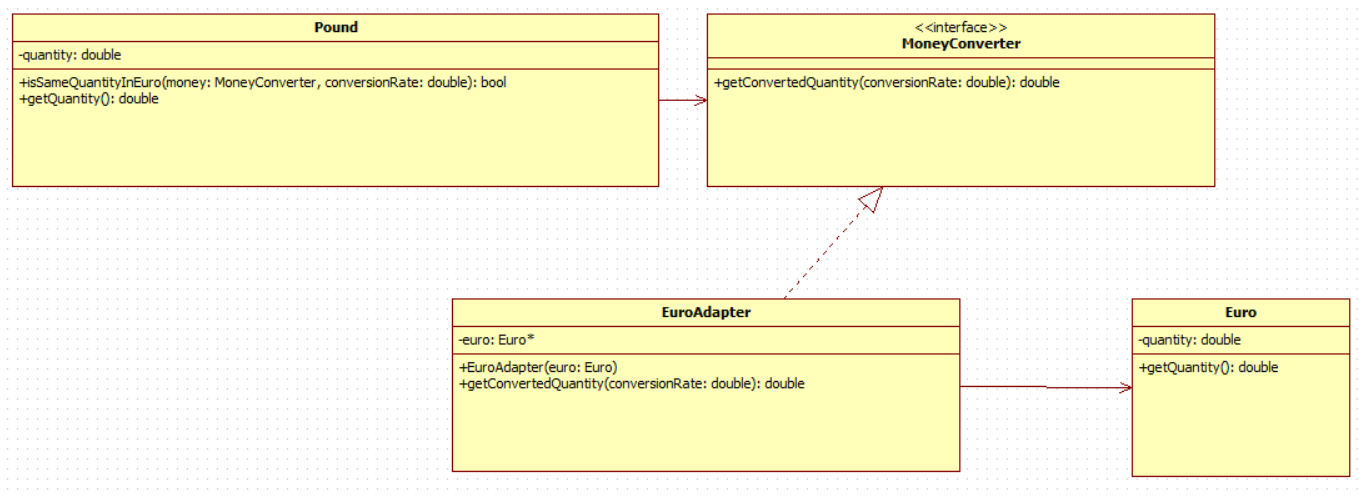 Pound
-quantity: double
+isSameQuantityInEuro(money: MoneyConverter, conversionRate: double): bool
+getQuantity(): double
<<interface>>
MoneyConverter
+getConvertedQuantity(conversionRate: double): double
EuroAdapter
-euro: Euro*
+EuroAdapter(euro: Euro)
+getConvertedQuantity(conversionRate: double): double
Euro
-quantity: double
+getQuantity(): double